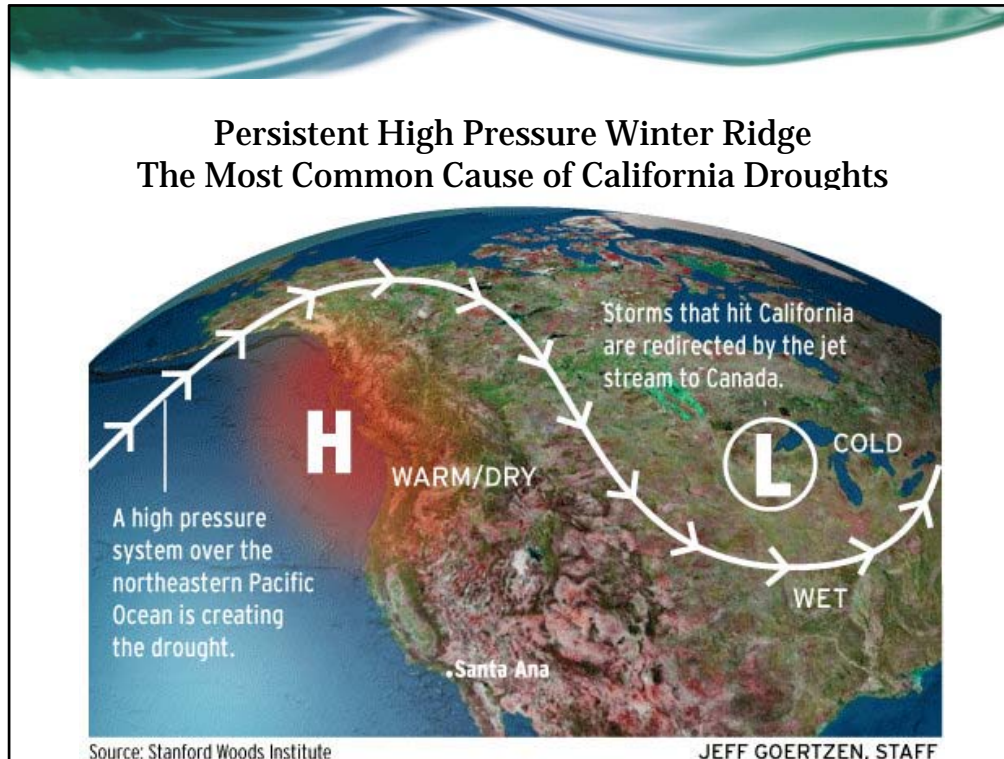 Persistent High Pressure Winter Ridge
The Most Common Cause of California Droughts
Storms that hit California
are redirected by the jet
stream to Canada.
H
L
COLD
WARM/DRY
A high pressure
system over the
northeastern Pacific
Ocean is creating
the drought.
WET
Santa Ana
Source: Stanford Woods Institute
JEFF GOERTZEN, STAFF